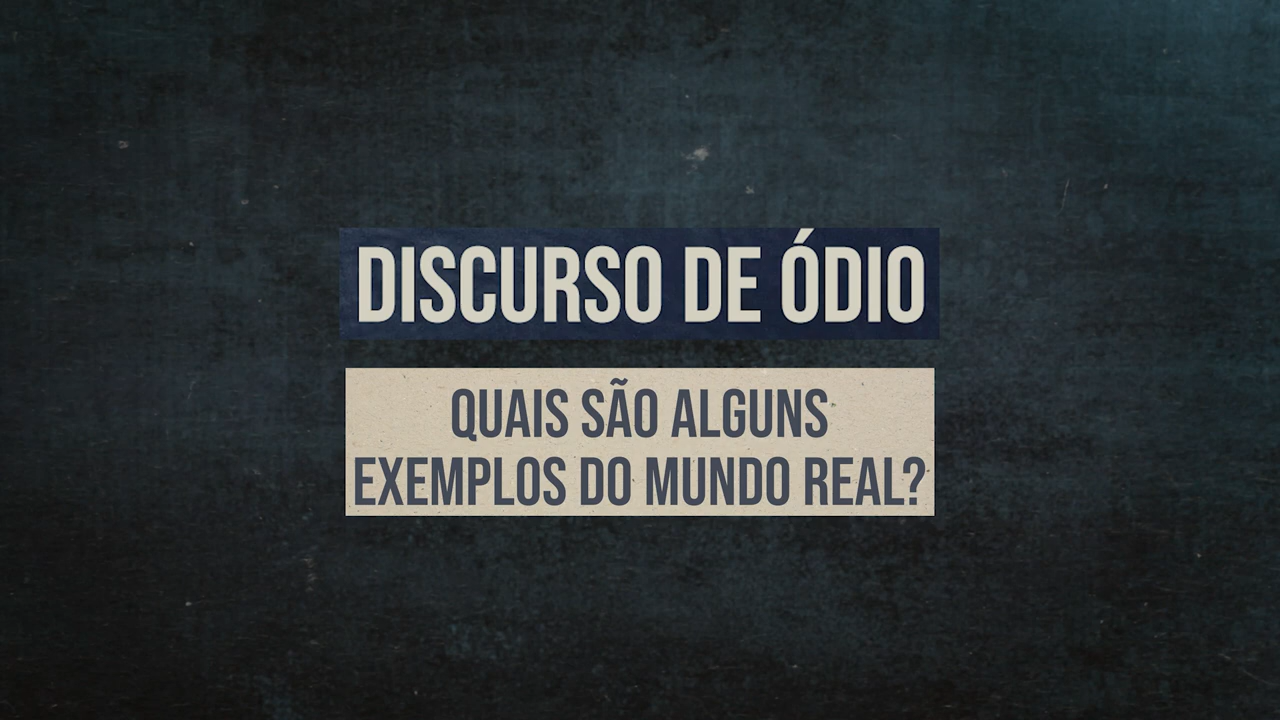 DISCURSO DE ÓDIO
QUAIS SÃO ALGUNS
EXEMPLOS DO MUNDO REAL?